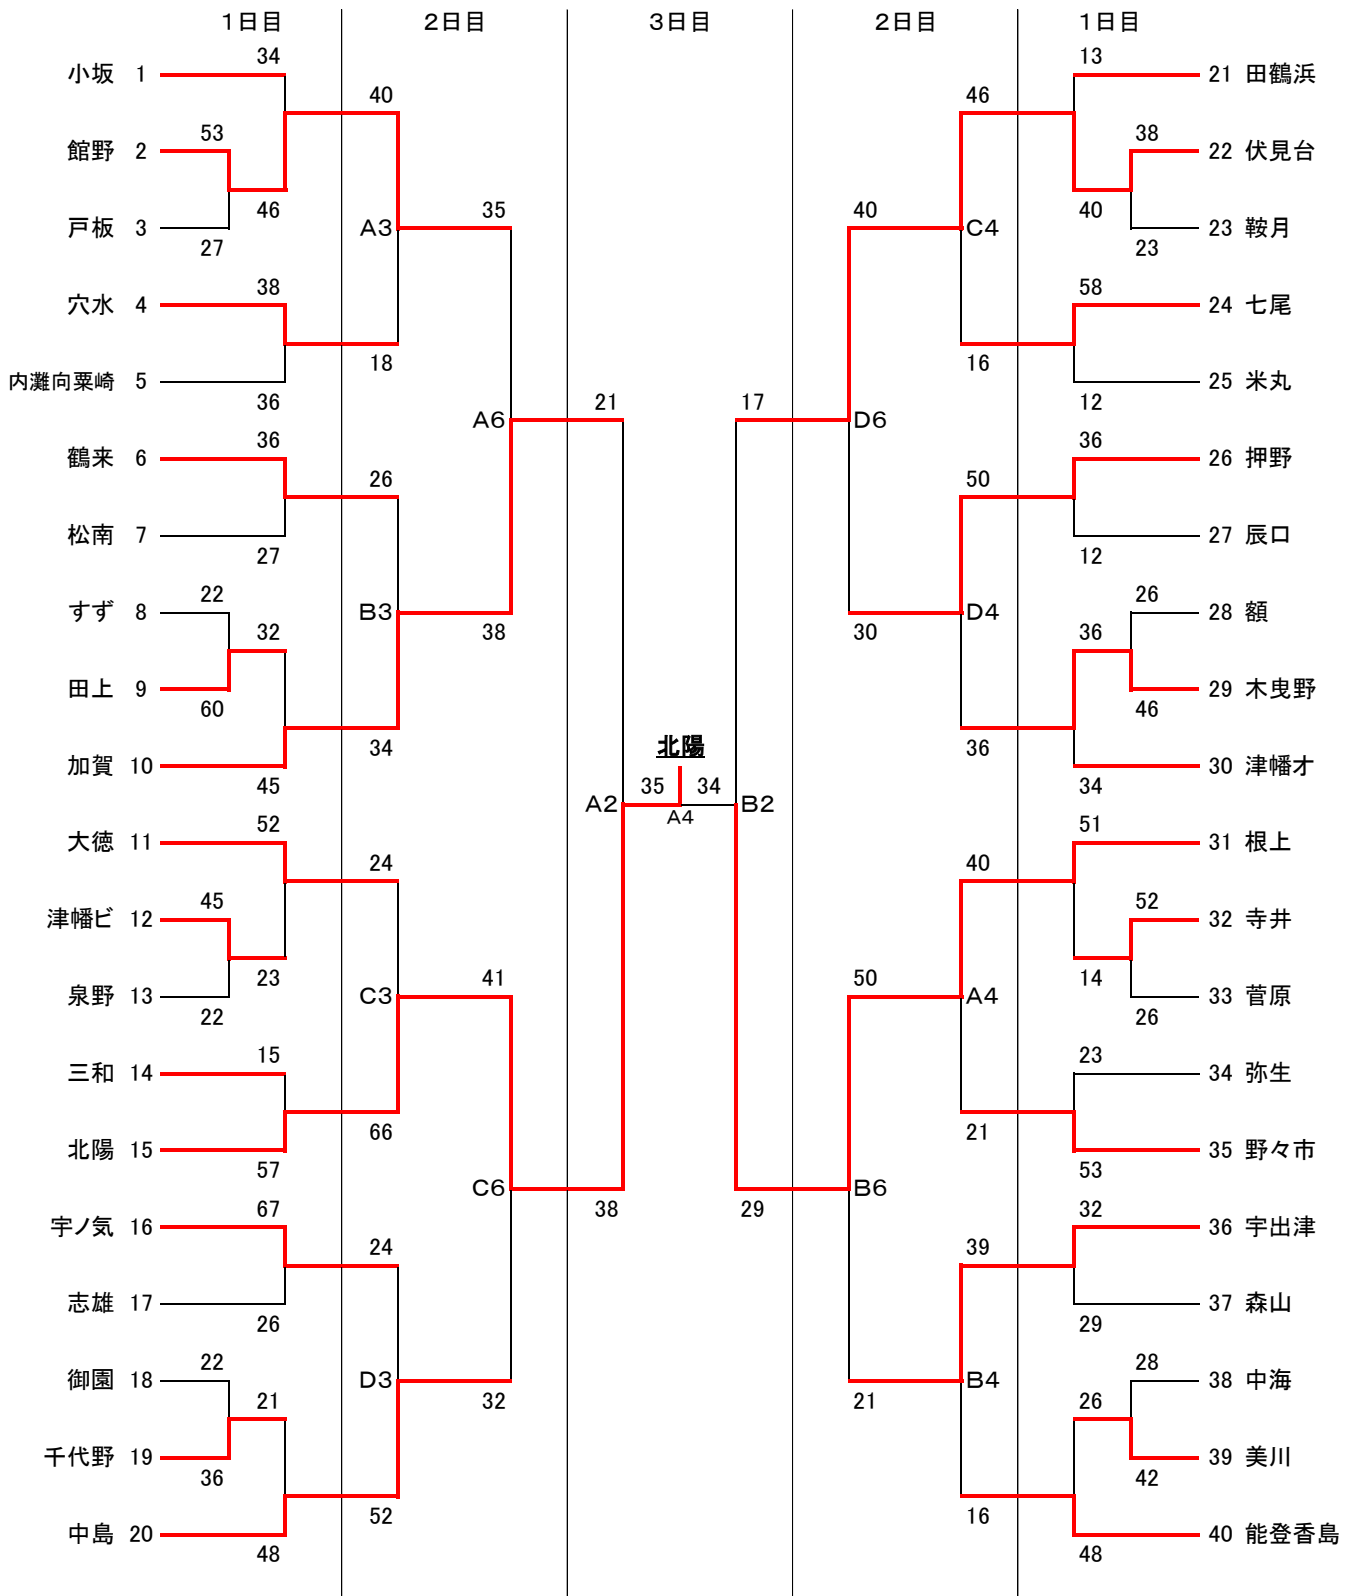 1日目 2日目 3日目 2日目 1日目
34 13
小坂 1 21 田鶴浜
40 46
53 38
館野 2 22 伏見台
46 35 40 40
戸板 3 A3 C4 23 鞍月
27 23
38 58
穴水 4 24 七尾
18 16
内灘向粟崎 5 25 米丸
36 21 17 12
36 A6 D6 36
鶴来 6 26 押野
26 50
松南 7 27 辰口
27 12
22 26
すず 8 B3 D4 28 額
32 38 30 36
田上 9 29 木曳野
60 46
34 北陽 36
加賀 10 30 津幡才
45 35 34 34
A2 A4 B2
52 51
大徳 11 31 根上
24 40
45 52
津幡ビ 12 32 寺井
23 41 50 14
泉野 13 C3 A4 33 菅原
22 26
15 23
三和 14 34 弥生
66 21
北陽 15 35 野々市
57 53
C6 B6
67 38 29 32
宇ノ気 16 36 宇出津
24 39
志雄 17 37 森山
26 29
22 28
御園 18 D3 B4 38 中海
21 32 21 26
千代野 19 39 美川
36 42
52 16
中島 20 40 能登香島
48 48